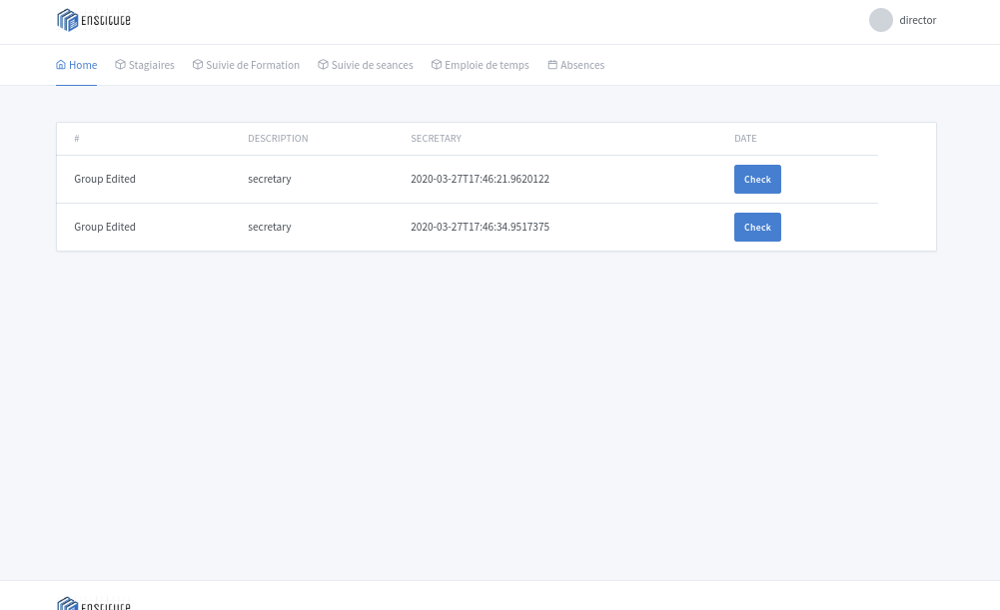 Enstitute
director
Home Stagiaires Suivie de Formation Suivie de seances Emploie de temps Absences
# DESCRIPTION SECRETARY DATE
Group Edited secretary 2020-03-27T17:46:21.9620122 Check
Group Edited secretary 2020-03-27T17:46:34.9517375 Check
Enstitute